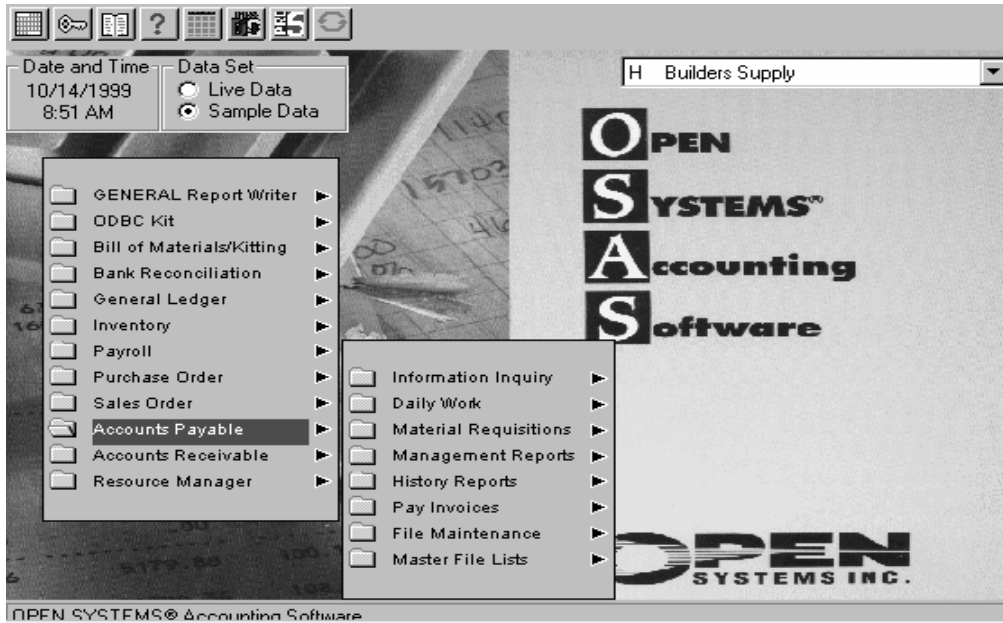 Date and Time
10/14/1999
8:51 AM
Data Set
Live Data
Sample Data
H Builders Supply
OPEN
SYSTEMS®
Accounting
Software
GENERAL Report Writer
ODBC Kit
Bill of Materials/Kitting
Bank Reconciliation
General Ledger
Inventory
Payroll
Purchase Order
Sales Order
Accounts Payable
Accounts Receivable
Resource Manager
Information Inquiry
Daily Work
Material Requisitions
Management Reports
History Reports
Pay Invoices
File Maintenance
Master File Lists
OPEN
SYSTEMS INC.
OPEN SYSTEMS® Accounting Software